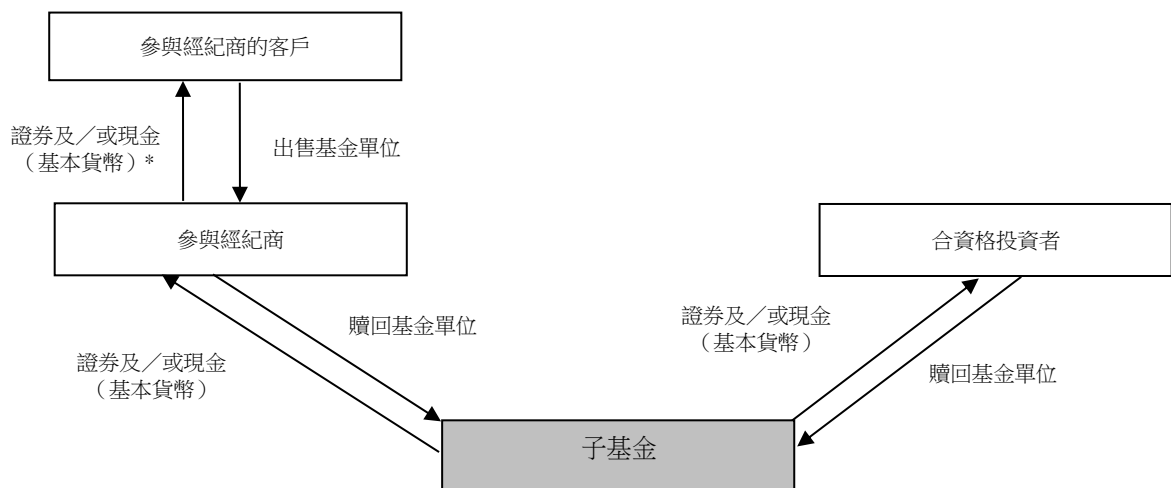 參與經紀商的客戶
證券及／或現金
（基本貨幣）*
出售基金單位
參與經紀商
合資格投資者
贖回基金單位
證券及／或現金
（基本貨幣）
證券及／或現金
（基本貨幣）
贖回基金單位
子基金